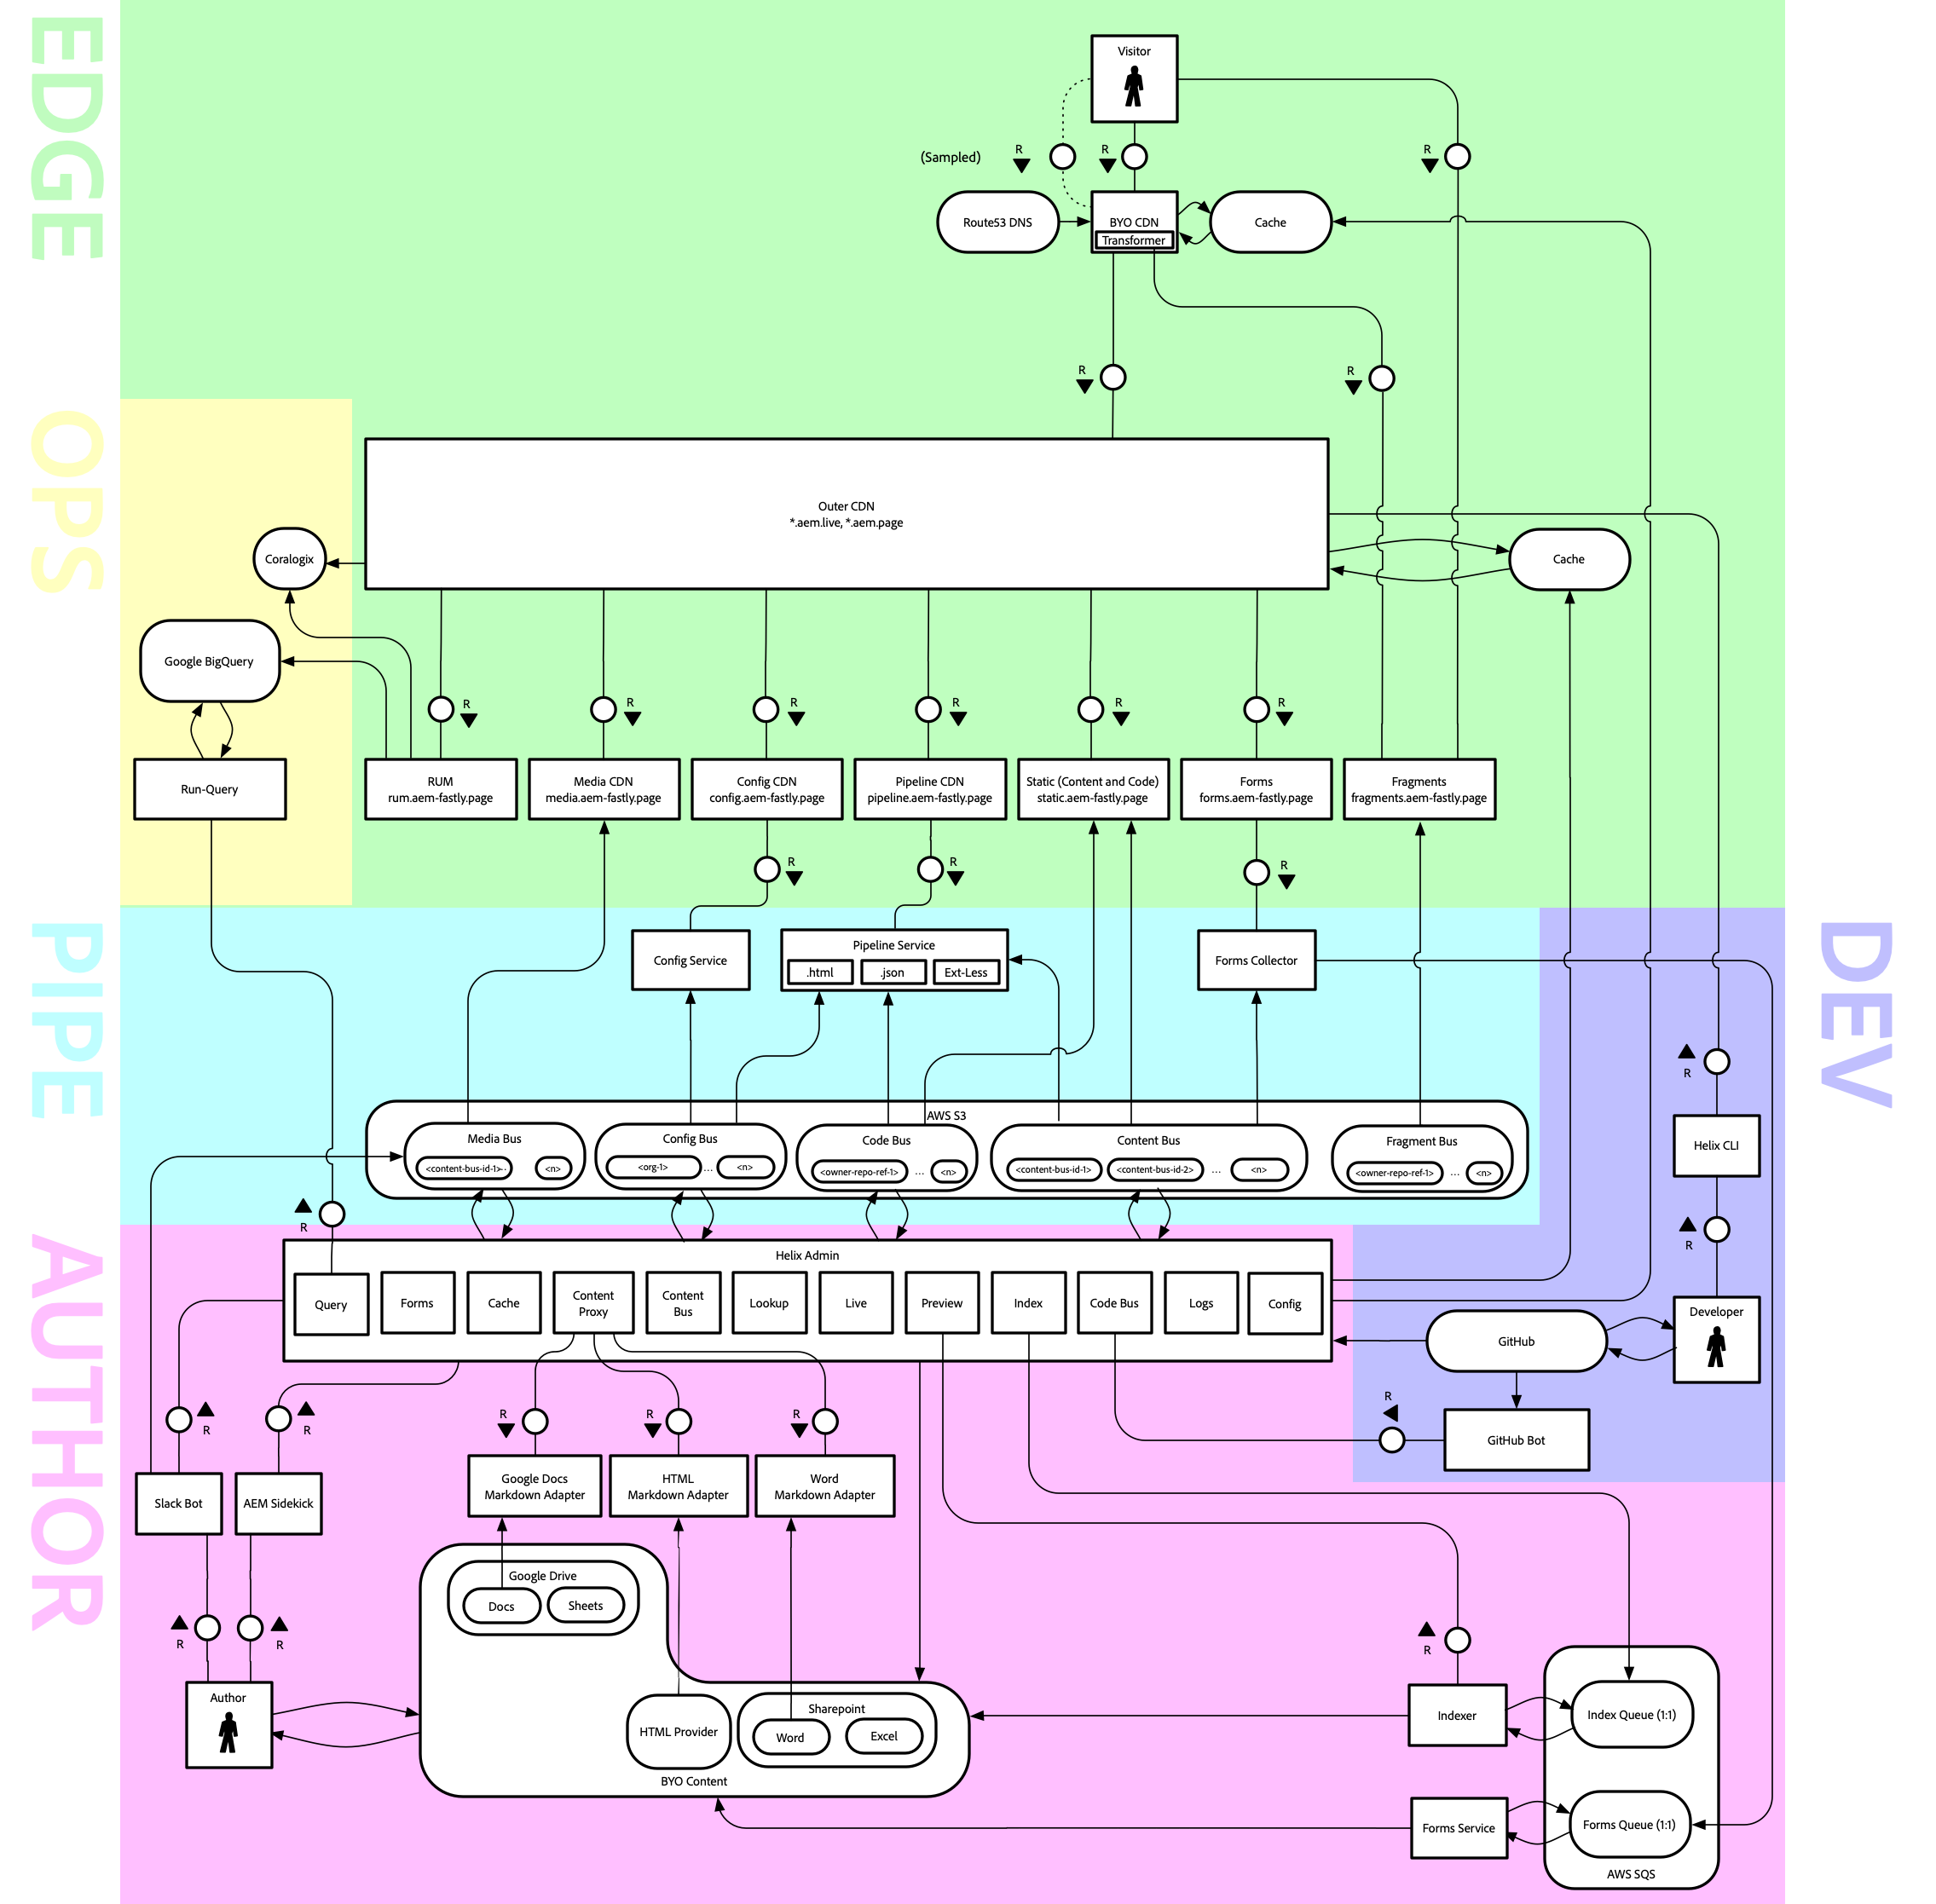 EDGE
OPS
PIPE
AUTHOR
DEV
Visitor
(Sampled)
R
R
R
Route53 DNS
BYO CDN
Transformer
Cache
R
R
Outer CDN
*.aem.live, *.aem.page
Coralogix
Cache
Google BigQuery
R
R
R
R
R
R
Run-Query
RUM
rum.aem-fastly.page
Media CDN
media.aem-fastly.page
Config CDN
config.aem-fastly.page
Pipeline CDN
pipeline.aem-fastly.page
Static (Content and Code)
static.aem-fastly.page
Forms
forms.aem-fastly.page
Fragments
fragments.aem-fastly.page
R
R
R
Config Service
Pipeline Service
.html
.json
Ext-Less
Forms Collector
R
AWS S3
Media Bus
<content-bus-id-1>..
<n>
Config Bus
<org-1>
...
<n>
Code Bus
<owner-repo-ref-1>
...
<n>
Content Bus
<content-bus-id-1>
<content-bus-id-2>
...
<n>
Fragment Bus
<owner-repo-ref-1>
...
<n>
Helix CLI
R
R
Helix Admin
Query
Forms
Cache
Content
Proxy
Content
Bus
Lookup
Live
Preview
Index
Code Bus
Logs
Config
GitHub
Developer
R
GitHub Bot
R
R
R
R
R
Slack Bot
AEM Sidekick
Google Docs
Markdown Adapter
HTML
Markdown Adapter
Word
Markdown Adapter
Google Drive
Docs
Sheets
R
R
R
Author
HTML Provider
Sharepoint
Word
Excel
BYO Content
Indexer
Index Queue (1:1)
Forms Service
Forms Queue (1:1)
AWS SQS